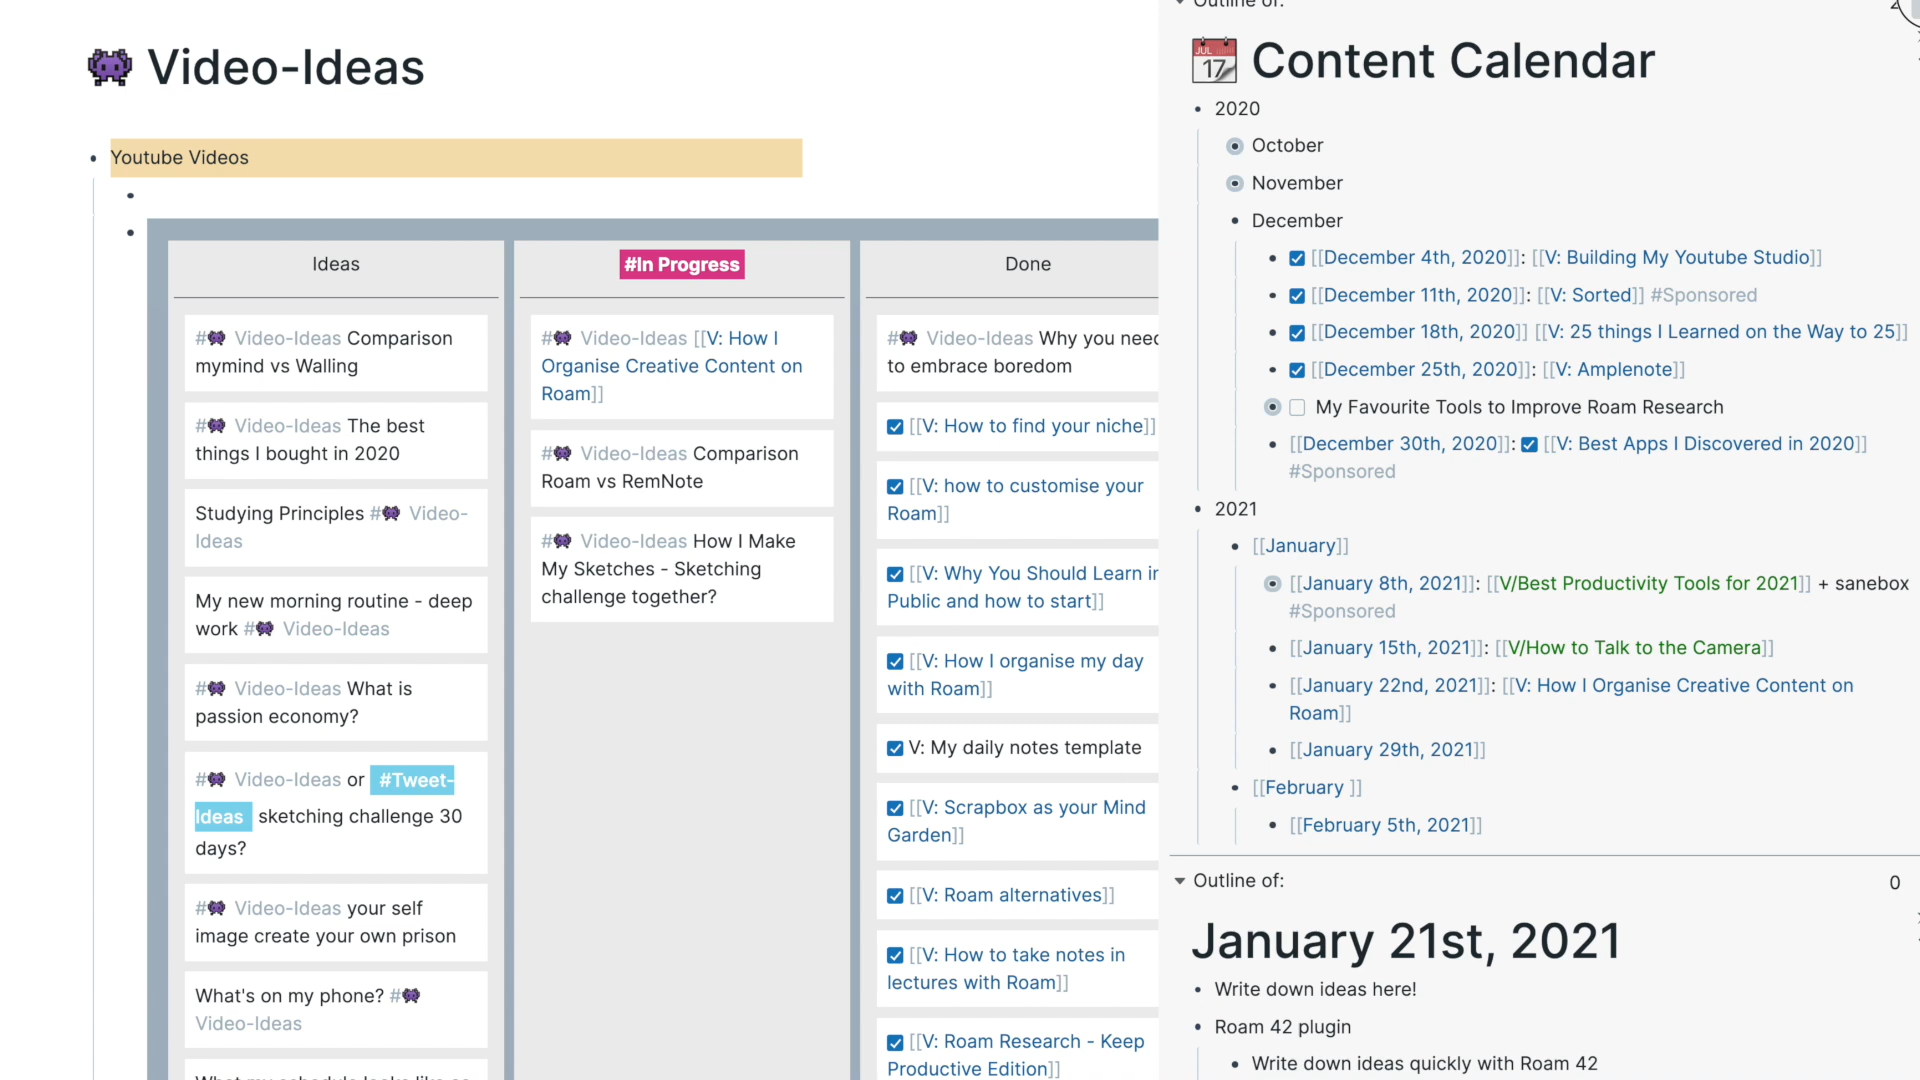 Video-Ideas
Youtube Videos
Ideas
#Video-Ideas Comparison
mymind vs Walling
#Video-Ideas The best
things I bought in 2020
Studying Principles #Video-
Ideas
My new morning routine - deep
work #Video-Ideas
#Video-Ideas What is
passion economy?
#Video-Ideas or #Tweet-
Ideas sketching challenge 30
days?
#Video-Ideas your self
image create your own prison
What's on my phone? #
Video-Ideas
#In Progress
#Video-Ideas [[V: How I
Organise Creative Content on
Roam]]
#Video-Ideas Comparison
Roam vs RemNote
#Video-Ideas How I Make
My Sketches - Sketching
challenge together?
Done
#Video-Ideas Why you need
to embrace boredom
[[V: How to find your niche]]
[[V: how to customise your
Roam]]
[[V: Why You Should Learn in
Public and how to start]]
[[V: How I organise my day
with Roam]]
V: My daily notes template
[[V: Scrapbox as your Mind
Garden]]
[[V: Roam alternatives]]
[[V: How to take notes in
lectures with Roam]]
[[V: Roam Research - Keep
Productive Edition]]
Outline of:
JUL
17
Content Calendar
2020
October
November
December
[[December 4th, 2020]]: [[V: Building My Youtube Studio]]
[[December 11th, 2020]]: [[V: Sorted]] #Sponsored
[[December 18th, 2020]] [[V: 25 things I Learned on the Way to 25]]
[[December 25th, 2020]]: [[V: Amplenote]]
My Favourite Tools to Improve Roam Research
[[December 30th, 2020]]: [[V: Best Apps I Discovered in 2020]]
#Sponsored
2021
[[January]]
[[January 8th, 2021]]: [[V/Best Productivity Tools for 2021]] + sanebox
#Sponsored
[[January 15th, 2021]]: [[V/How to Talk to the Camera]]
[[January 22nd, 2021]]: [[V: How I Organise Creative Content on
Roam]]
[[January 29th, 2021]]
[[February ]]
[[February 5th, 2021]]
Outline of:
0
January 21st, 2021
Write down ideas here!
Roam 42 plugin
Write down ideas quickly with Roam 42